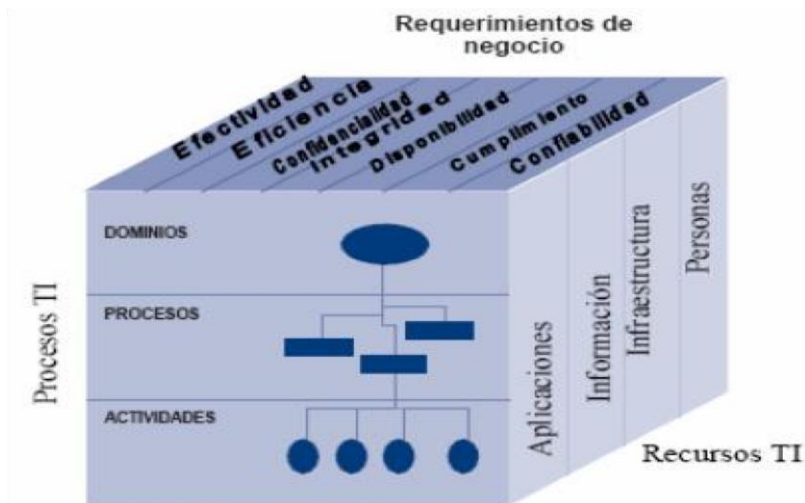 Requerimientos de
negocio
Efectividad
Eficiencia
Confidencialidad
Integridad
Disponibilidad
Cumplimiento
Confiabilidad
Procesos TI
DOMINIOS
PROCESOS
ACTIVIDADES
Aplicaciones
Información
Infraestructura
Personas
Recursos TI